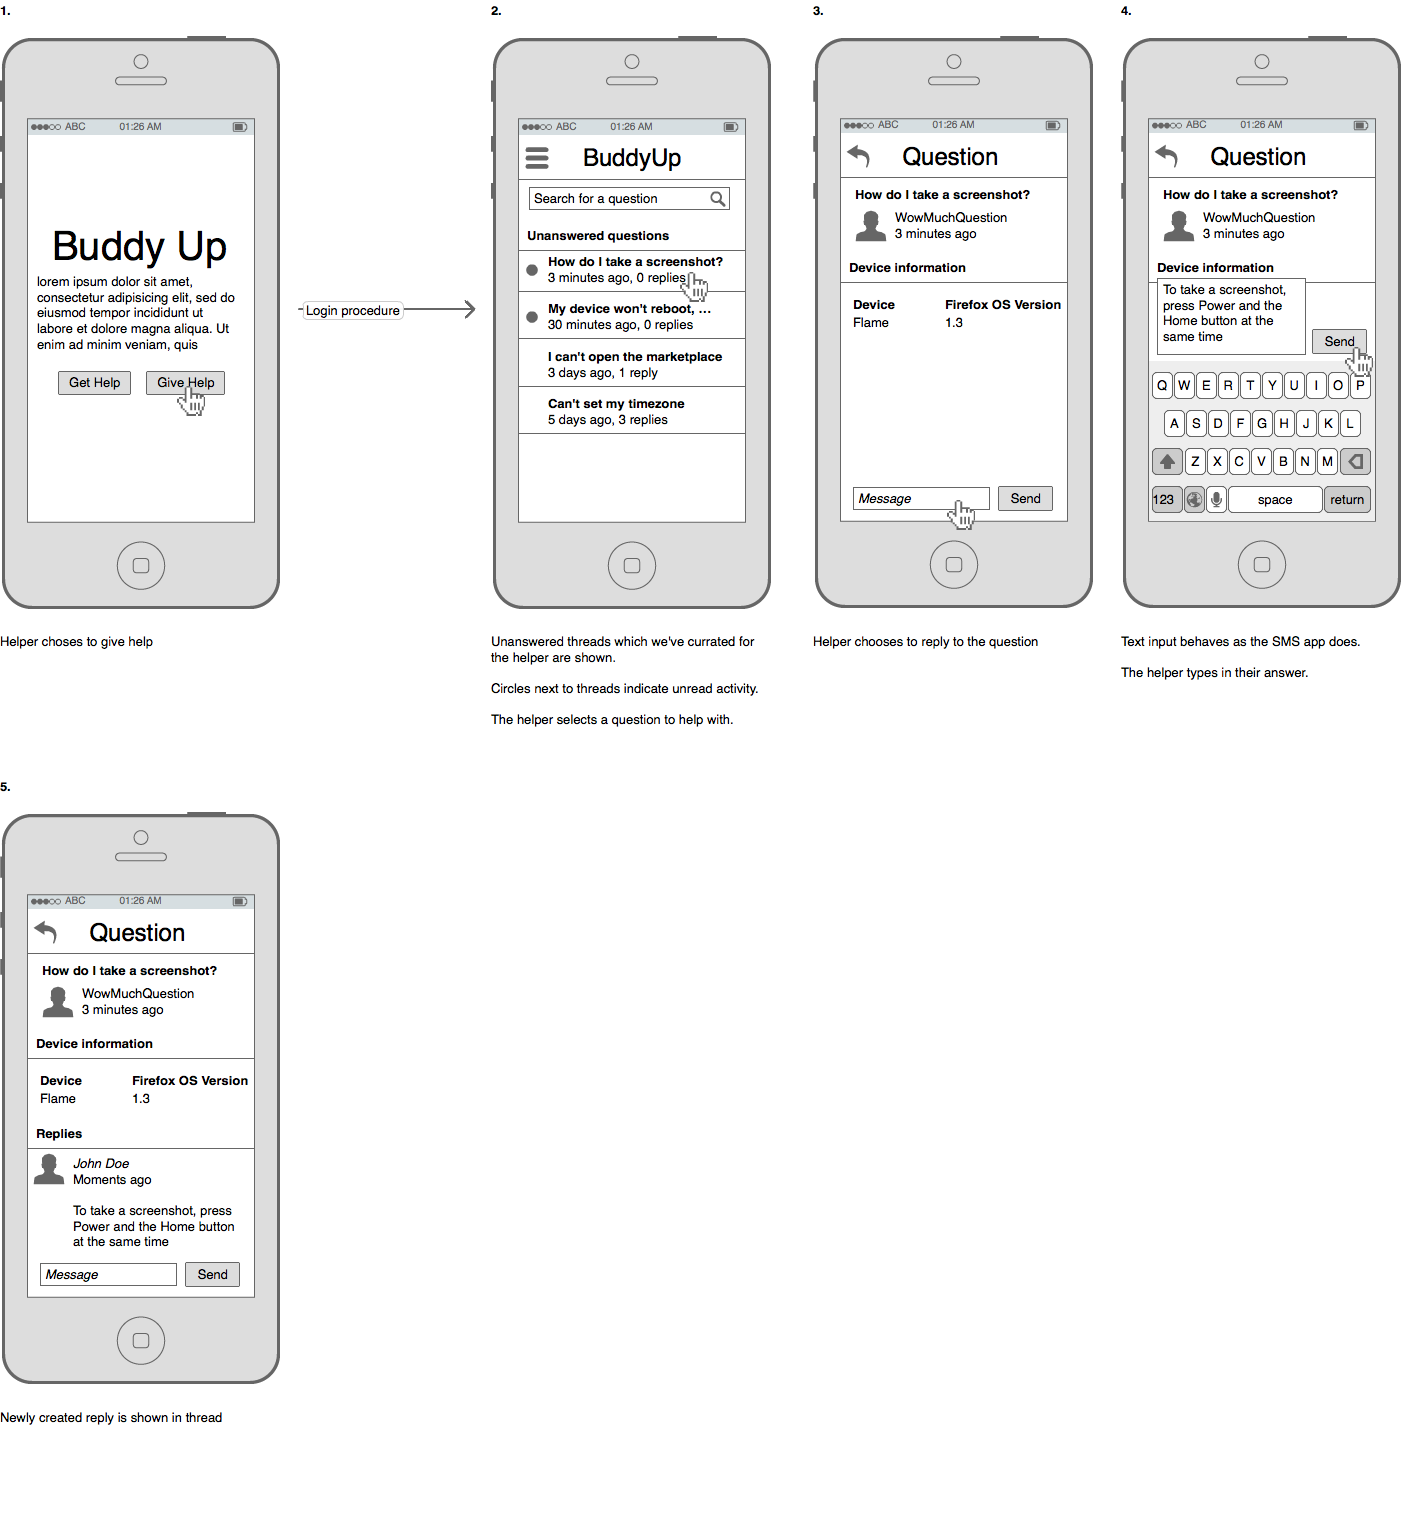 1.
●●●○○ ABC 01:26 AM
Buddy Up
lorem ipsum dolor sit amet,
consectetur adipisicing elit, sed do
eiusmod tempor incididunt ut
labore et dolore magna aliqua. Ut
enim ad minim veniam, quis
Get Help Give Help
Helper choses to give help
Login procedure
2.
●●●○○ ABC 01:26 AM
BuddyUp
Search for a question
Unanswered questions
How do I take a screenshot?
3 minutes ago, 0 replies
My device won't reboot, ...
30 minutes ago, 0 replies
I can't open the marketplace
3 days ago, 1 reply
Can't set my timezone
5 days ago, 3 replies
Unanswered threads which we've currated for
the helper are shown.
Circles next to threads indicate unread activity.
The helper selects a question to help with.
3.
●●●○○ ABC 01:26 AM
Question
How do I take a screenshot?
WowMuchQuestion
3 minutes ago
Device information
Device Firefox OS Version
Flame 1.3
Message Send
Helper chooses to reply to the question
4.
●●●○○ ABC 01:26 AM
Question
How do I take a screenshot?
WowMuchQuestion
3 minutes ago
Device information
To take a screenshot,
press Power and the
Home button at the
same time
Send
Q W E R T Y U I O P
A S D F G H J K L
Z X C V B N M
123 space return
Text input behaves as the SMS app does.
The helper types in their answer.
5.
●●●○○ ABC 01:26 AM
Question
How do I take a screenshot?
WowMuchQuestion
3 minutes ago
Device information
Device Firefox OS Version
Flame 1.3
Replies
John Doe
Moments ago
To take a screenshot, press
Power and the Home button
at the same time
Message Send
Newly created reply is shown in thread